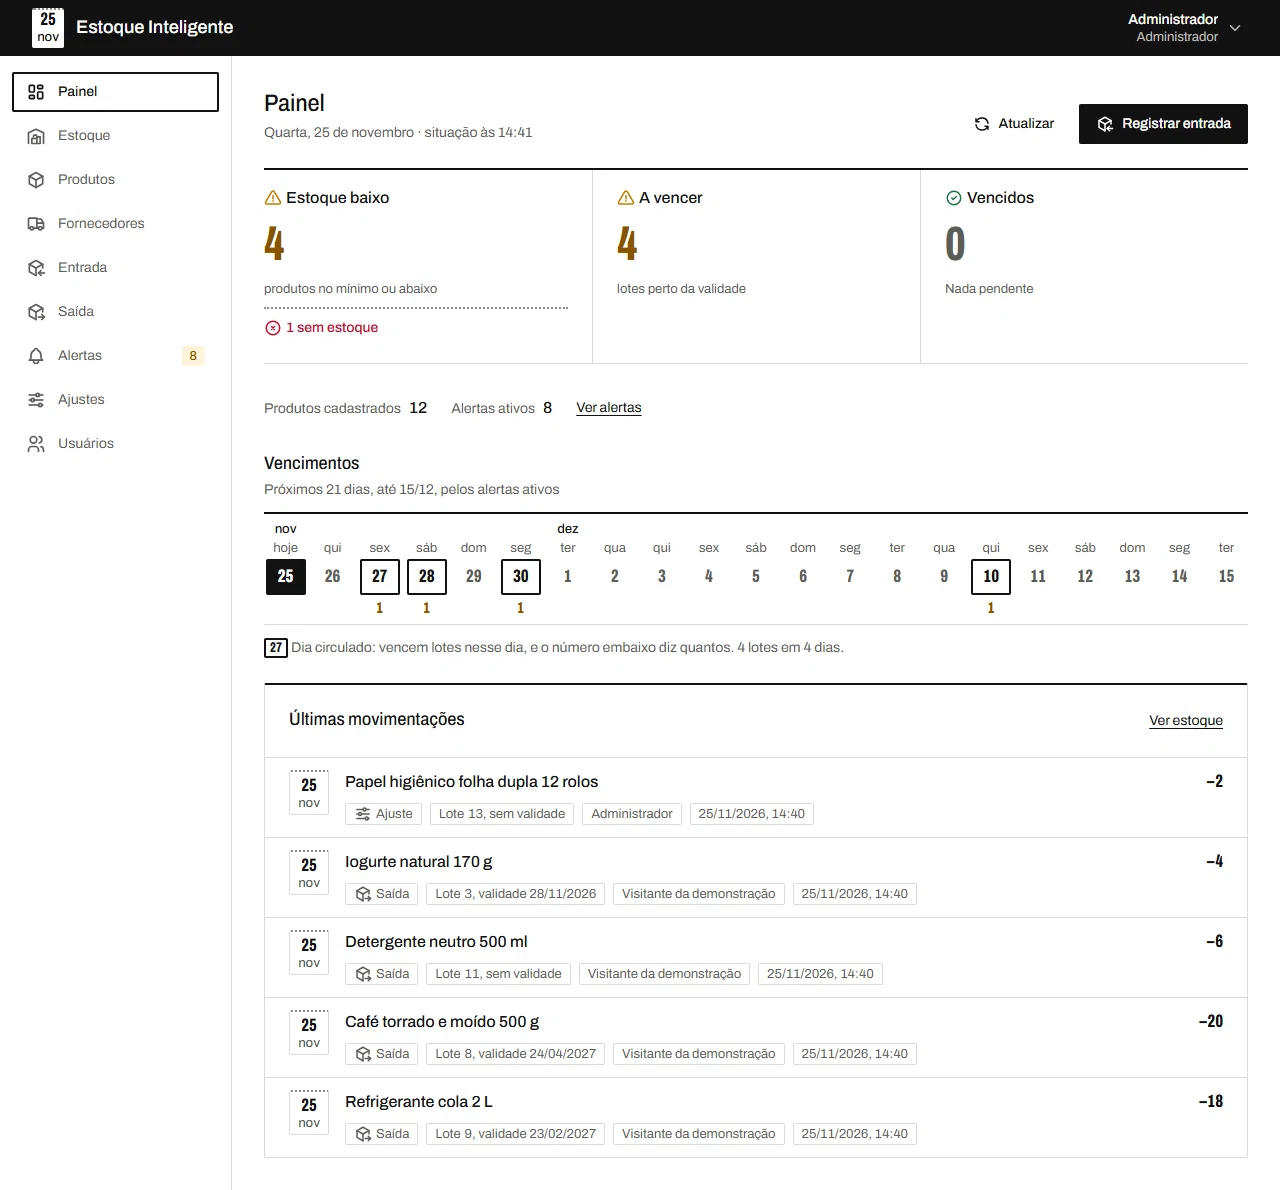 25
nov
Estoque Inteligente
Administrador
Administrador
Painel
Estoque
Produtos
Fornecedores
Entrada
Saída
Alertas 8
Ajustes
Usuários
Painel
Quarta, 25 de novembro · situação às 14:41
Atualizar
Registrar entrada
Estoque baixo
4
produtos no mínimo ou abaixo
1 sem estoque
A vencer
4
lotes perto da validade
Vencidos
0
Nada pendente
Produtos cadastrados 12 Alertas ativos 8 Ver alertas
Vencimentos
Próximos 21 dias, até 15/12, pelos alertas ativos
nov dez
hoje qui sex sáb dom seg ter qua qui sex sáb dom seg ter qua qui sex sáb dom seg ter
25 26 27 28 29 30 1 2 3 4 5 6 7 8 9 10 11 12 13 14 15
1 1 1 1
27 Dia circulado: vencem lotes nesse dia, e o número embaixo diz quantos. 4 lotes em 4 dias.
Últimas movimentações
Ver estoque
25
nov
Papel higiênico folha dupla 12 rolos
−2
Ajuste
Lote 13, sem validade
Administrador
25/11/2026, 14:40
25
nov
Iogurte natural 170 g
−4
Saída
Lote 3, validade 28/11/2026
Visitante da demonstração
25/11/2026, 14:40
25
nov
Detergente neutro 500 ml
−6
Saída
Lote 11, sem validade
Visitante da demonstração
25/11/2026, 14:40
25
nov
Café torrado e moído 500 g
−20
Saída
Lote 8, validade 24/04/2027
Visitante da demonstração
25/11/2026, 14:40
25
nov
Refrigerante cola 2 L
−18
Saída
Lote 9, validade 23/02/2027
Visitante da demonstração
25/11/2026, 14:40